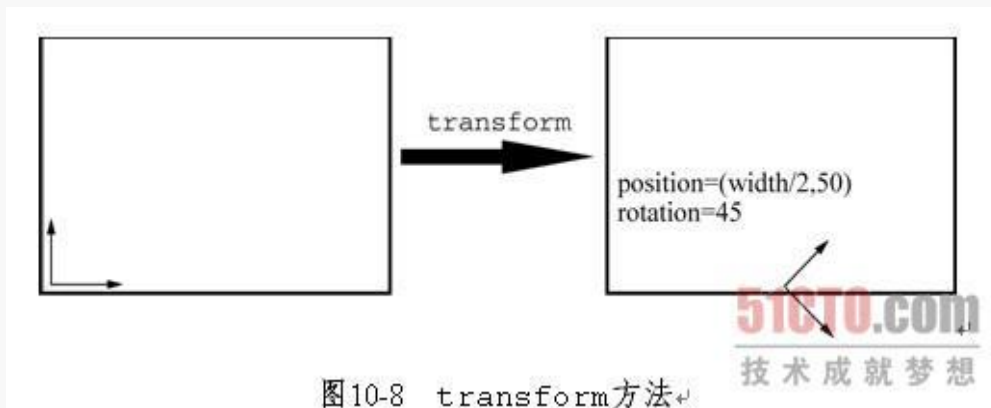 transform
position=(width/2,50)
rotation=45
51CTO.com
技术成就梦想
图10-8 transform方法